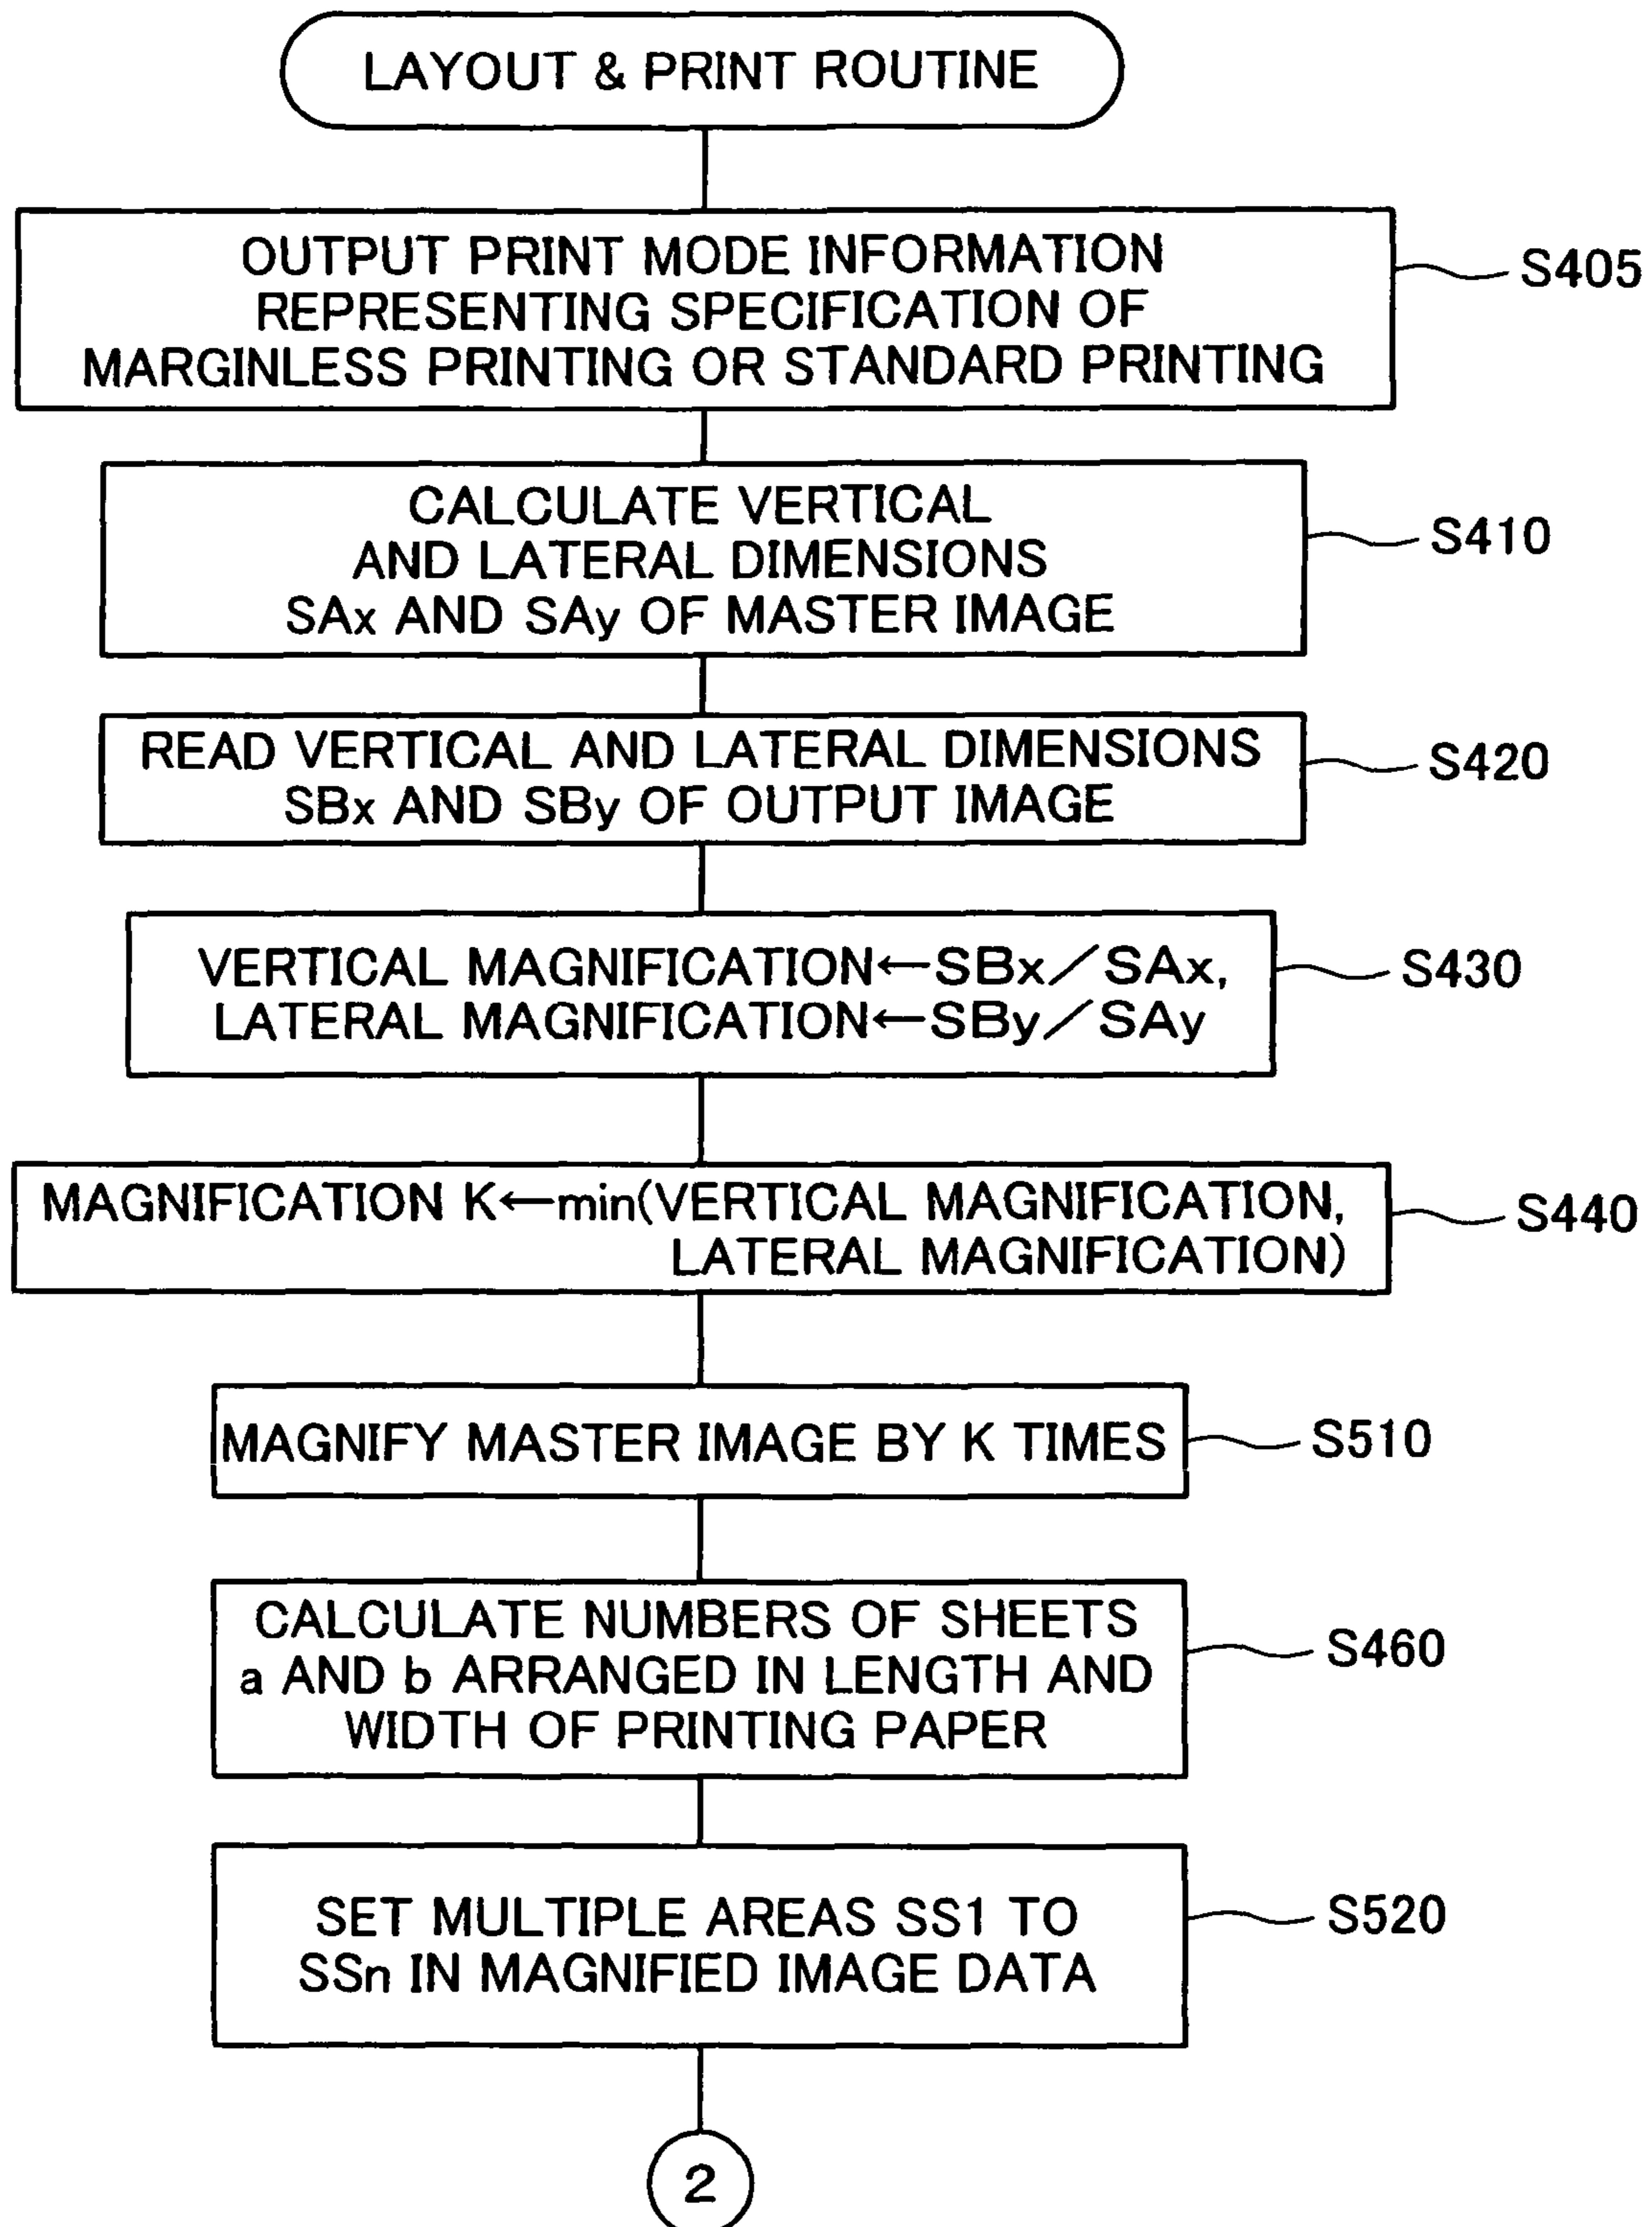 LAYOUT & PRINT ROUTINE
OUTPUT PRINT MODE INFORMATION
REPRESENTING SPECIFICATION OF
MARGINLESS PRINTING OR STANDARD PRINTING
S405
CALCULATE VERTICAL
AND LATERAL DIMENSIONS
SAx AND SAy OF MASTER IMAGE
S410
READ VERTICAL AND LATERAL DIMENSIONS
SBx AND SBy OF OUTPUT IMAGE
S420
VERTICAL MAGNIFICATION←SBx／SAx,
LATERAL MAGNIFICATION←SBy／SAy
S430
MAGNIFICATION K←min(VERTICAL MAGNIFICATION,
LATERAL MAGNIFICATION)
S440
MAGNIFY MASTER IMAGE BY K TIMES
S510
CALCULATE NUMBERS OF SHEETS
a AND b ARRANGED IN LENGTH AND
WIDTH OF PRINTING PAPER
S460
SET MULTIPLE AREAS SS1 TO
SSn IN MAGNIFIED IMAGE DATA
S520
2